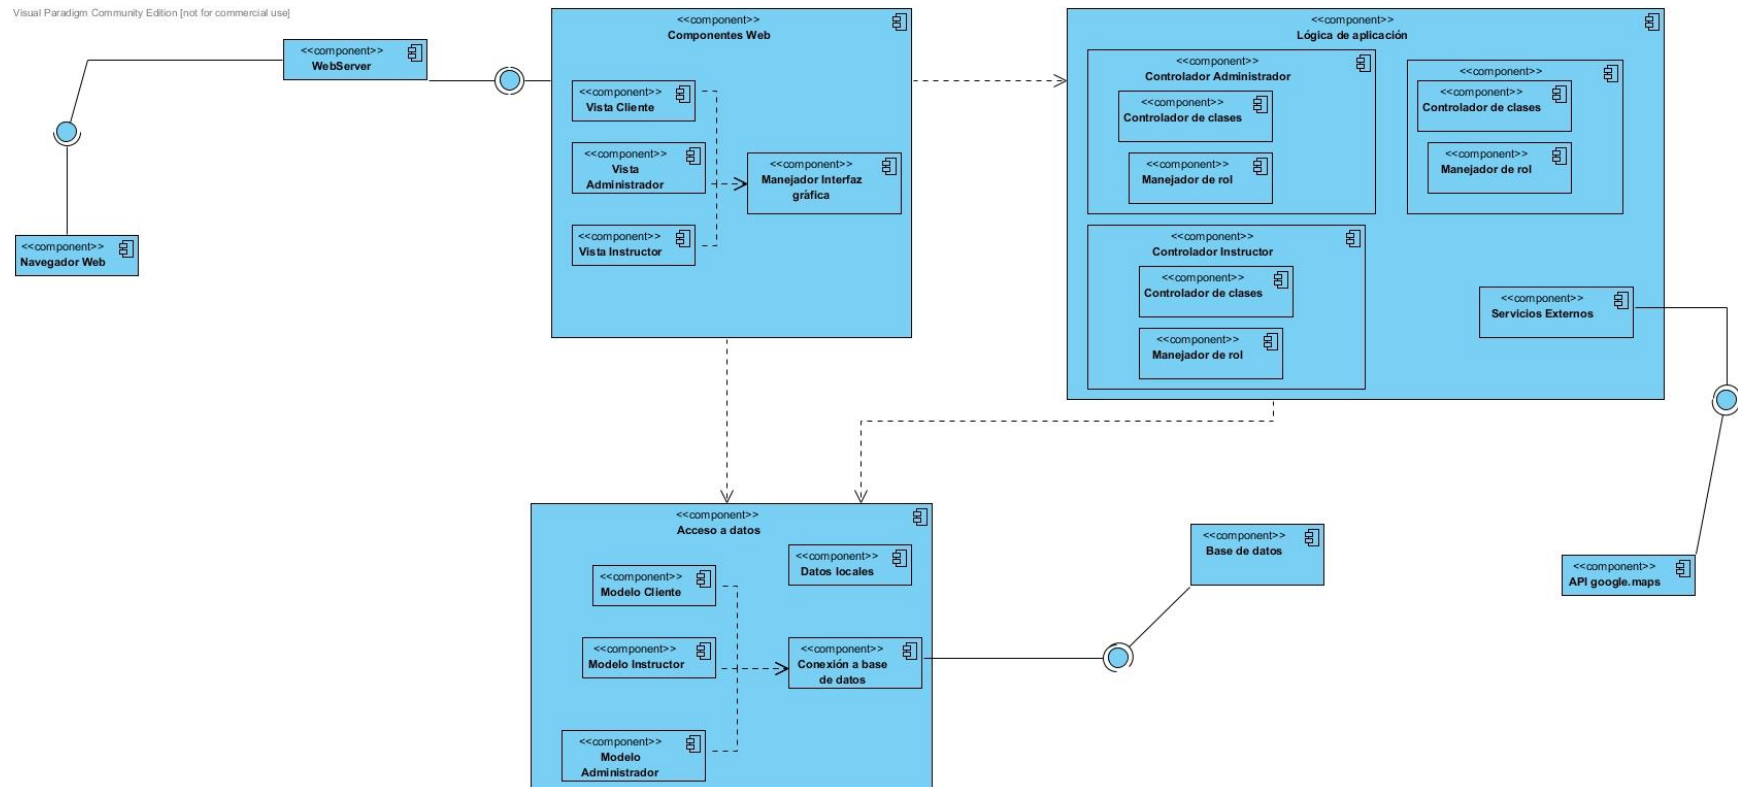 Visual Paradigm Community Edition [not for commercial use]
<<component>>
WebServer
<<component>>
Navegador Web
<<component>>
Componentes Web
<<component>>
Vista Cliente
<<component>>
Vista
Administrador
<<component>>
Vista Instructor
<<component>>
Manejador Interfaz
gráfica
<<component>>
Lógica de aplicación
<<component>>
Controlador Administrador
<<component>>
Controlador de clases
<<component>>
Manejador de rol
<<component>>
<<component>>
Controlador de clases
<<component>>
Manejador de rol
<<component>>
Controlador Instructor
<<component>>
Controlador de clases
<<component>>
Manejador de rol
<<component>>
Servicios Externos
<<component>>
Acceso a datos
<<component>>
Datos locales
<<component>>
Modelo Cliente
<<component>>
Modelo Instructor
<<component>>
Conexión a base
de datos
<<component>>
Modelo
Administrador
<<component>>
Base de datos
<<component>>
API google.maps